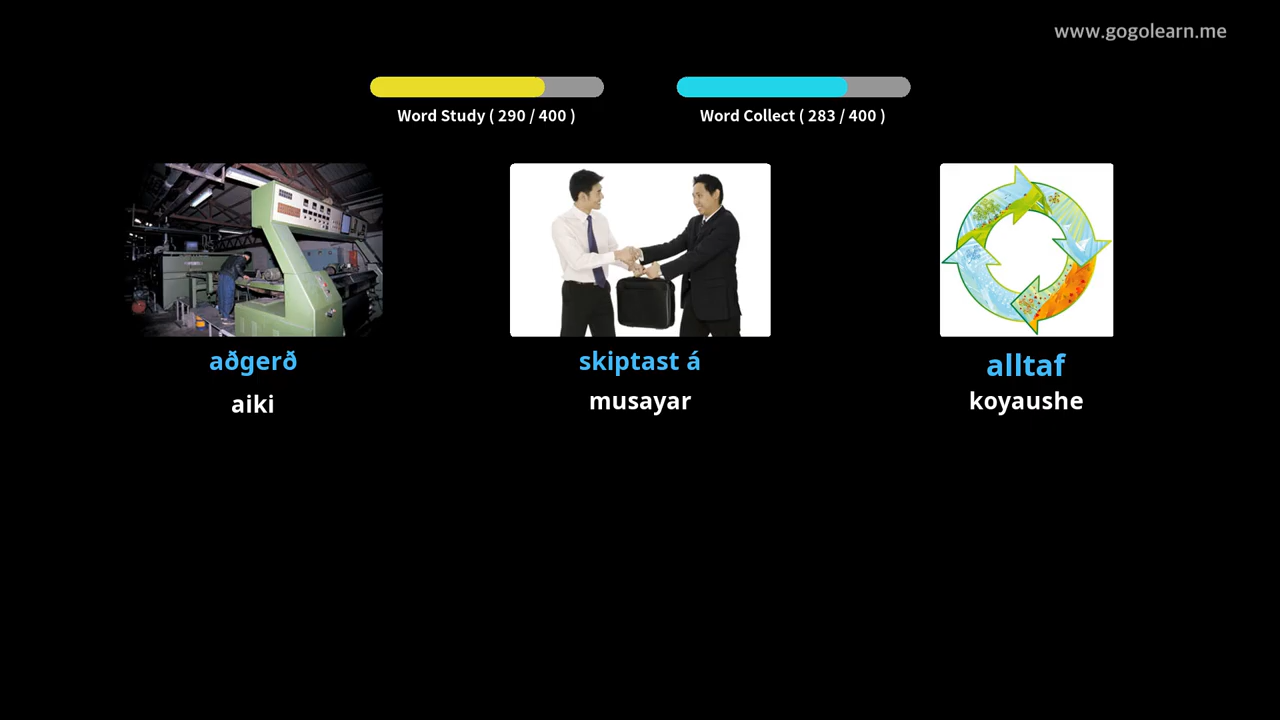 www.gogolearn.me
Word Study ( 290 / 400 )
Word Collect ( 283 / 400 )
aðgerð
skiptast á
alltaf
aiki
musayar
koyaushe